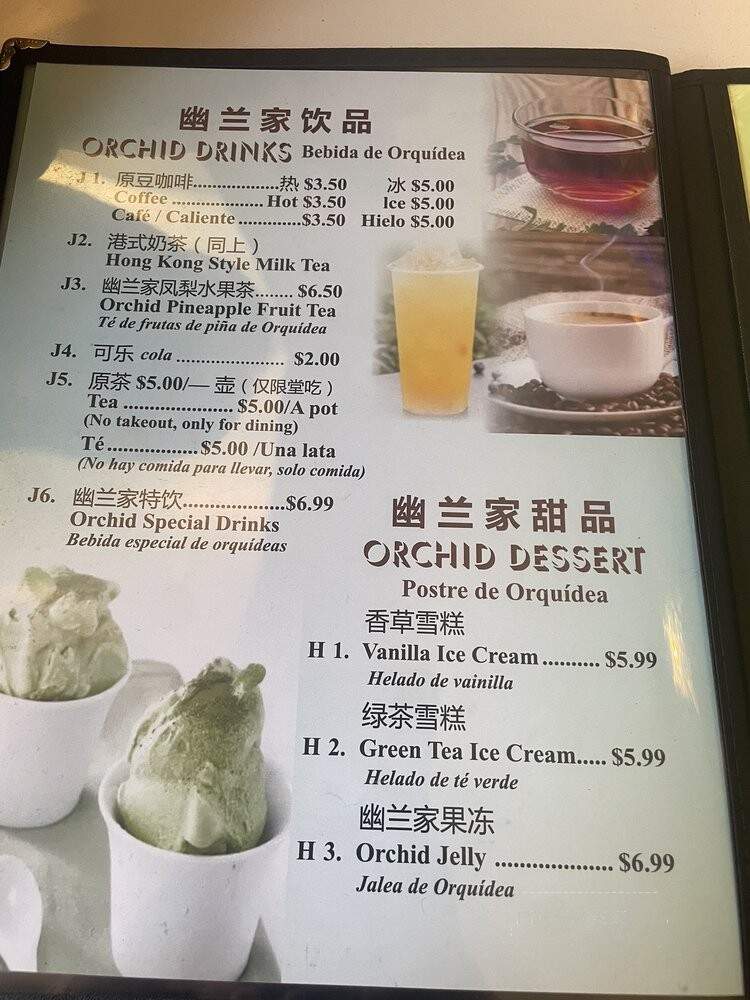 幽兰家饮品
ORCHID DRINKS Bebida de Orquídea
J1. 原豆咖啡.................热 $3.50 冰 $5.00
Coffee .................... Hot $3.50 Ice $5.00
Café / Caliente .............$3.50 Hielo $5.00
J2. 港式奶茶（同上）
Hong Kong Style Milk Tea
J3. 幽兰家凤梨水果茶........ $6.50
Orchid Pineapple Fruit Tea
Té de frutas de piña de Orquídea
J4. 可乐 cola ....................... $2.00
J5. 原茶 $5.00/— 壶（仅限堂吃）
Tea ....................... $5.00/A pot
(No takeout, only for dining)
Té...................$5.00 /Una lata
(No hay comida para llevar, solo comida)
J6. 幽兰家特饮.....................$6.99
Orchid Special Drinks
Bebida especial de orquídeas
幽兰家甜品
ORCHID DESSERT
Postre de Orquídea
香草雪糕
H 1. Vanilla Ice Cream.......... $5.99
Helado de vainilla
绿茶雪糕
H 2. Green Tea Ice Cream..... $5.99
Helado de té verde
幽兰家果冻
H 3. Orchid Jelly .................... $6.99
Jalea de Orquídea